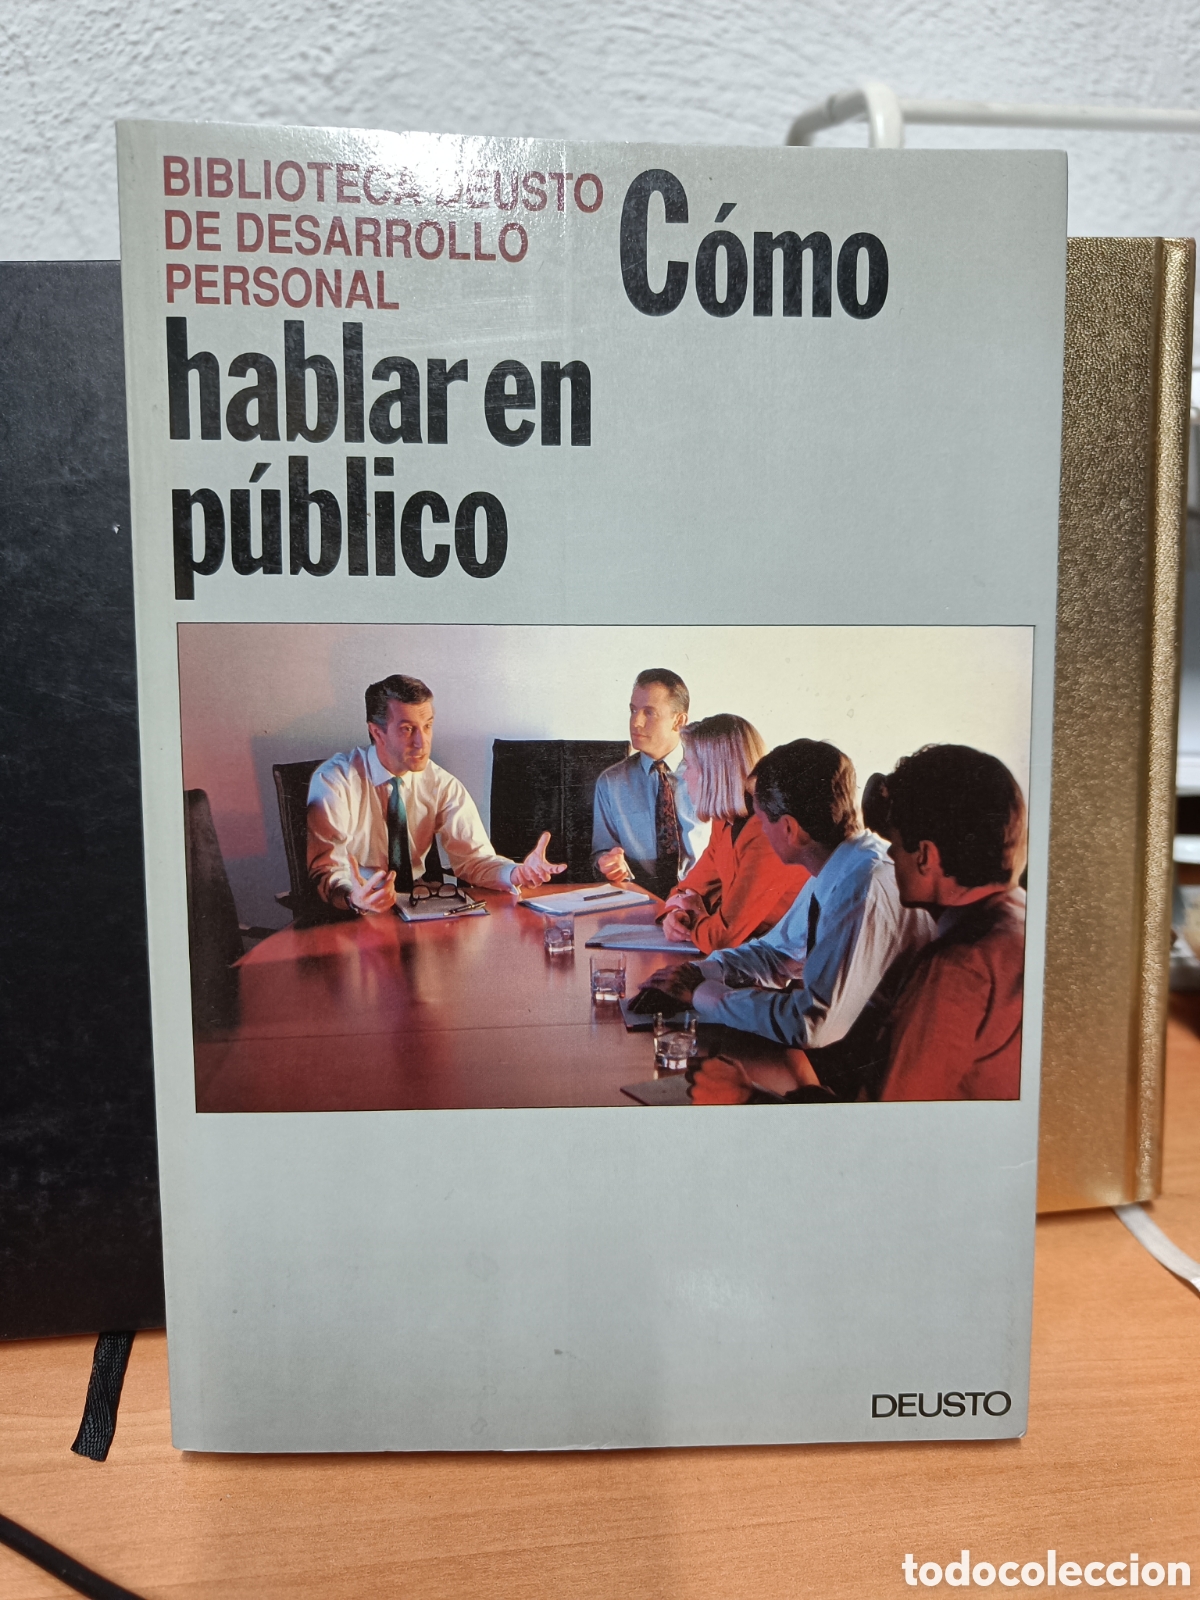 BIBLIOTECA DEUSTO
DE DESARROLLO
PERSONAL
Cómo
hablar en
público
DEUSTO
todocoleccion